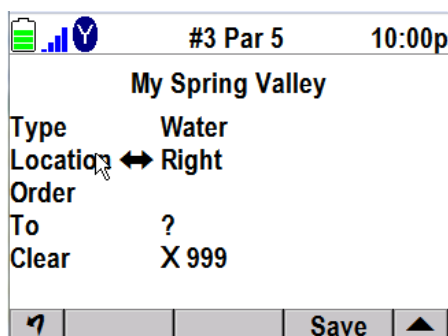 Y #3 Par 5 10:00p
My Spring Valley
Type Water
Location Right
Order
To ?
Clear X 999
Save